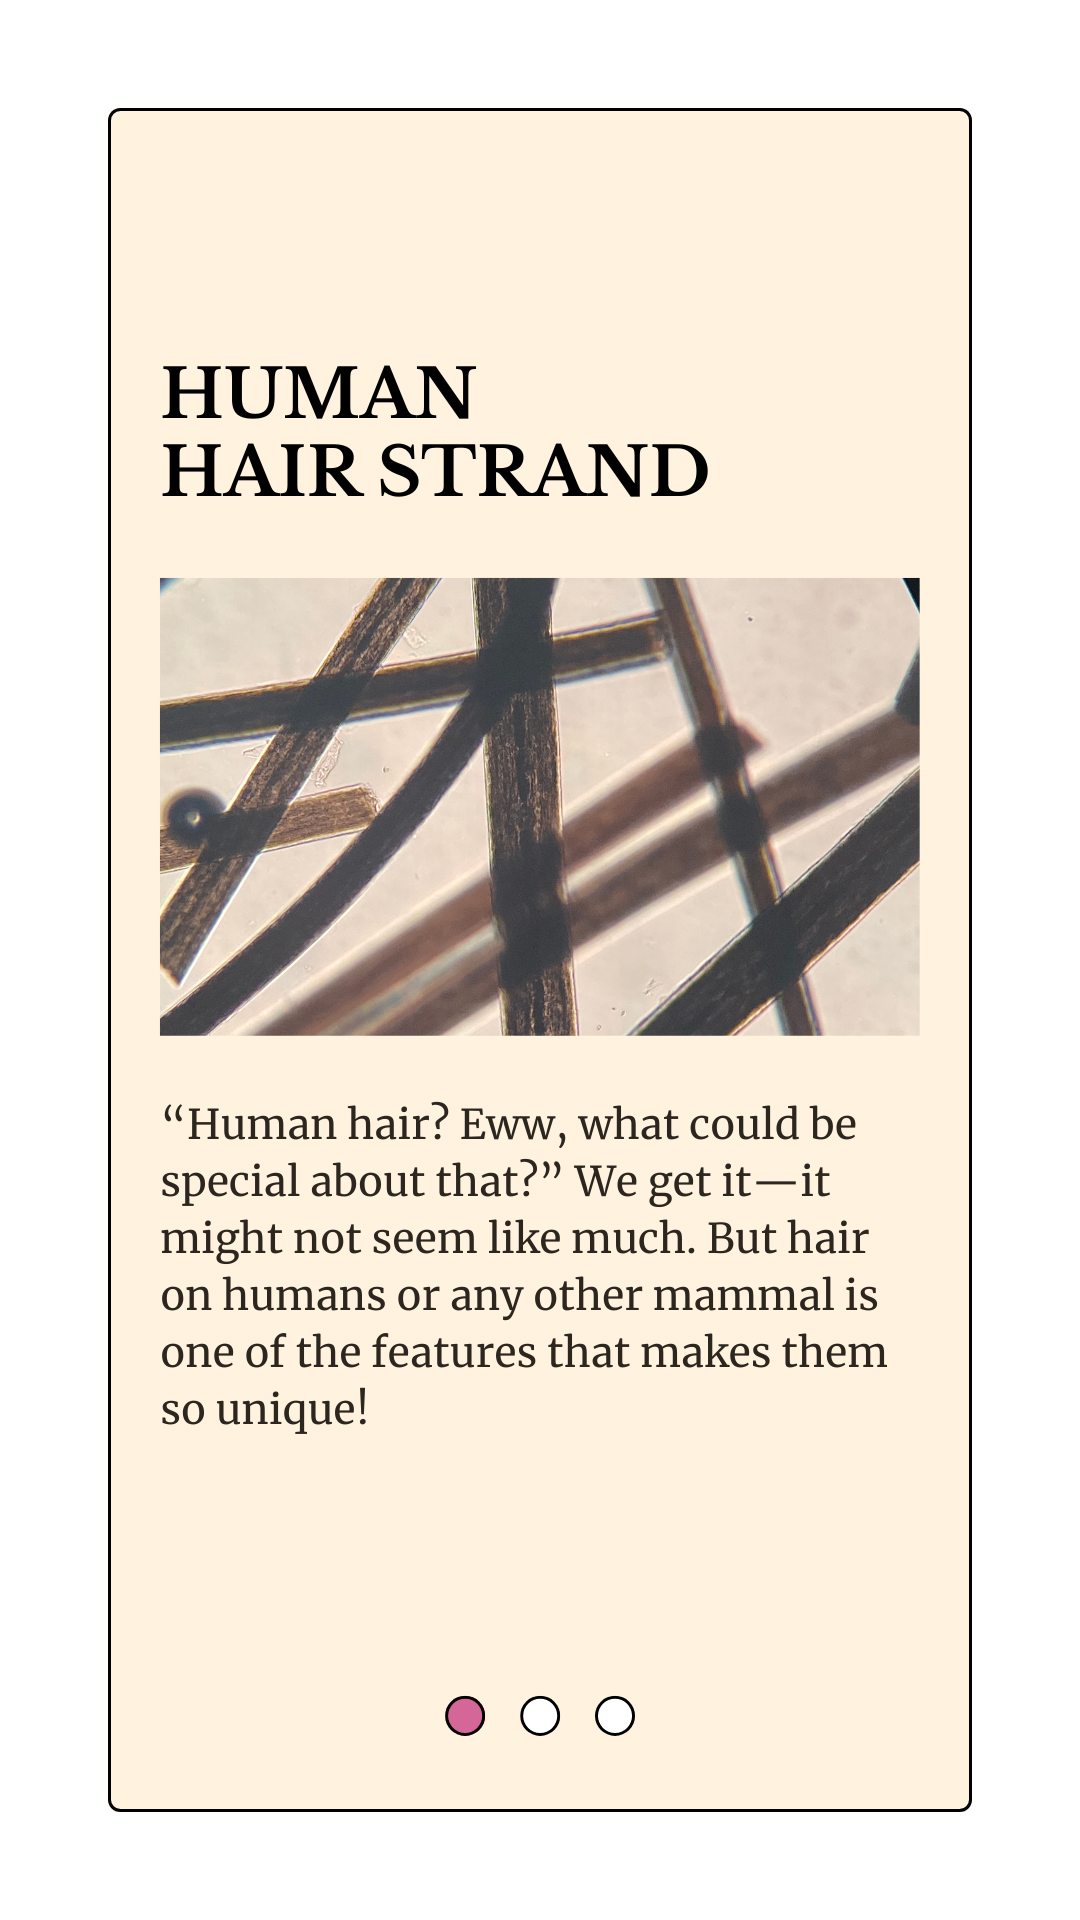 HUMAN
HAIR STRAND
“Human hair? Eww, what could be
special about that?” We get it—it
might not seem like much. But hair
on humans or any other mammal is
one of the features that makes them
so unique!